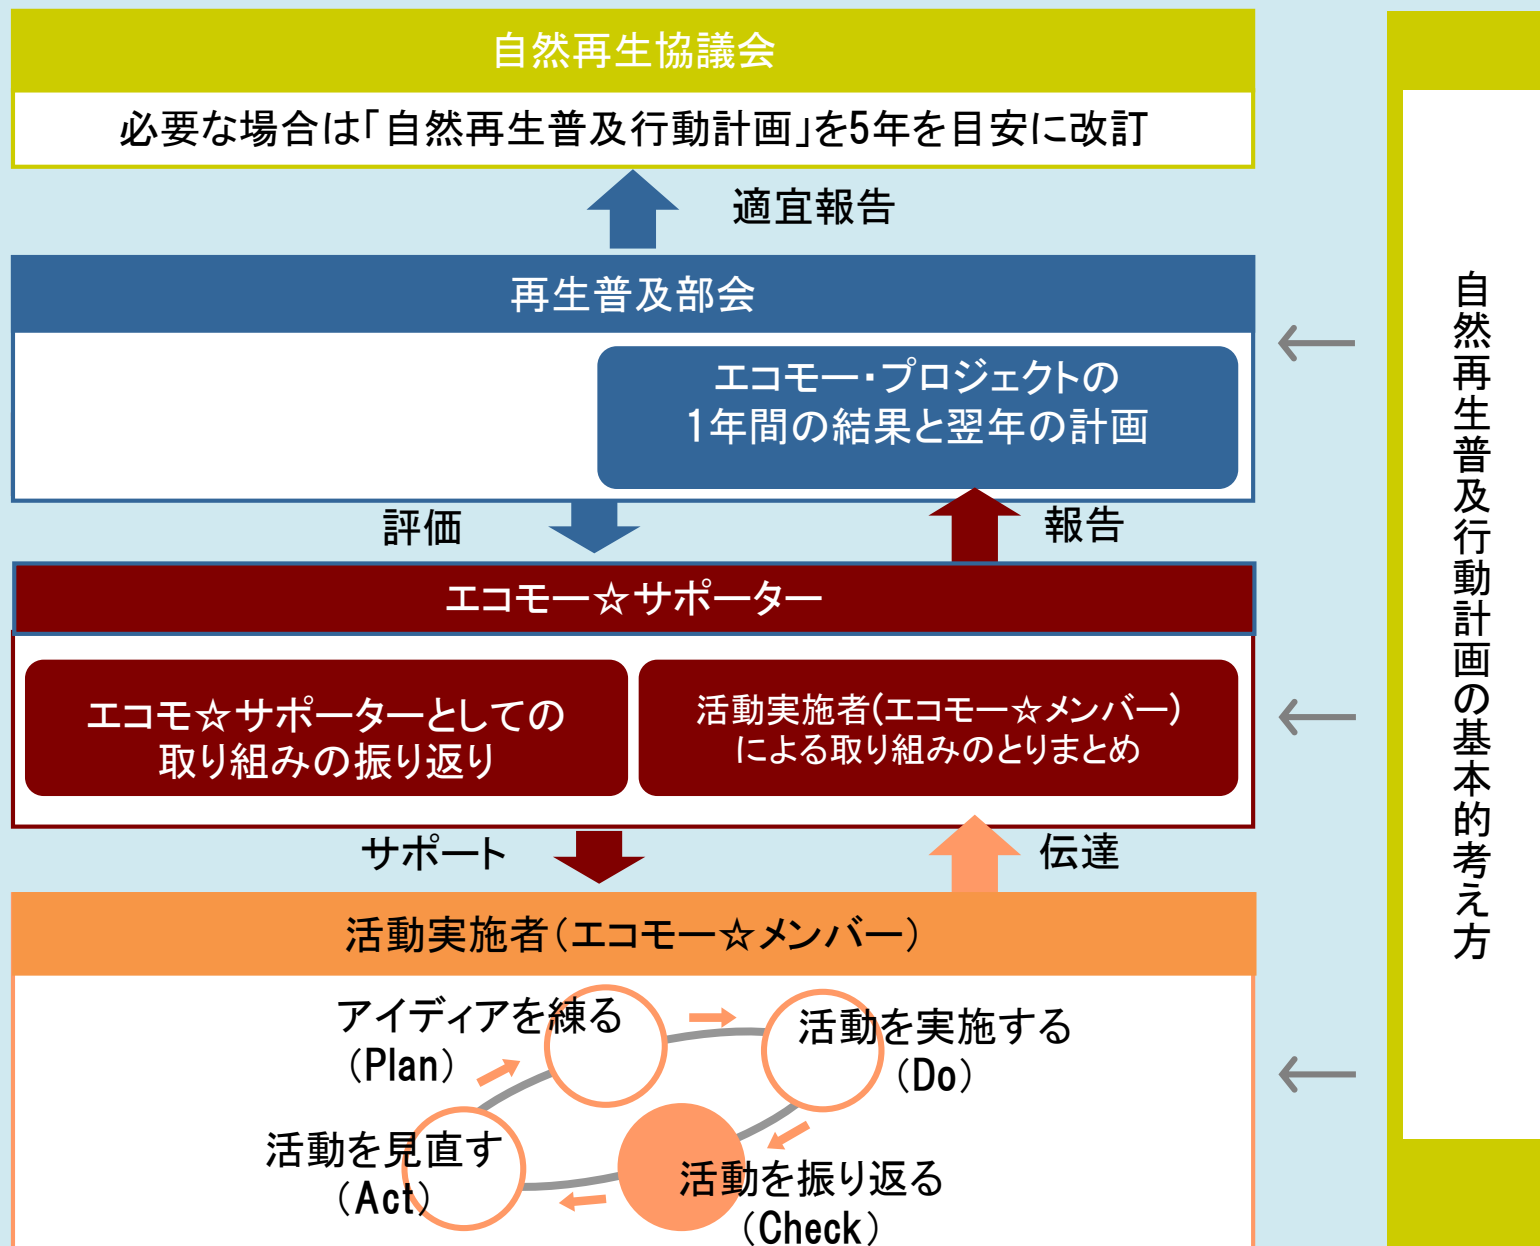 自然再生協議会
必要な場合は「自然再生普及行動計画」を5年を目安に改訂
適宜報告
再生普及部会
エコモー・プロジェクトの
1年間の結果と翌年の計画
評価
報告
エコモー☆サポーター
エコモ☆サポーターとしての
取り組みの振り返り
活動実施者(エコモー☆メンバー)
による取り組みのとりまとめ
サポート
伝達
活動実施者(エコモー☆メンバー)
アイディアを練る
(Plan)
活動を実施する
(Do)
活動を見直す
(Act)
活動を振り返る
(Check)
自然再生普及行動計画の基本的考え方